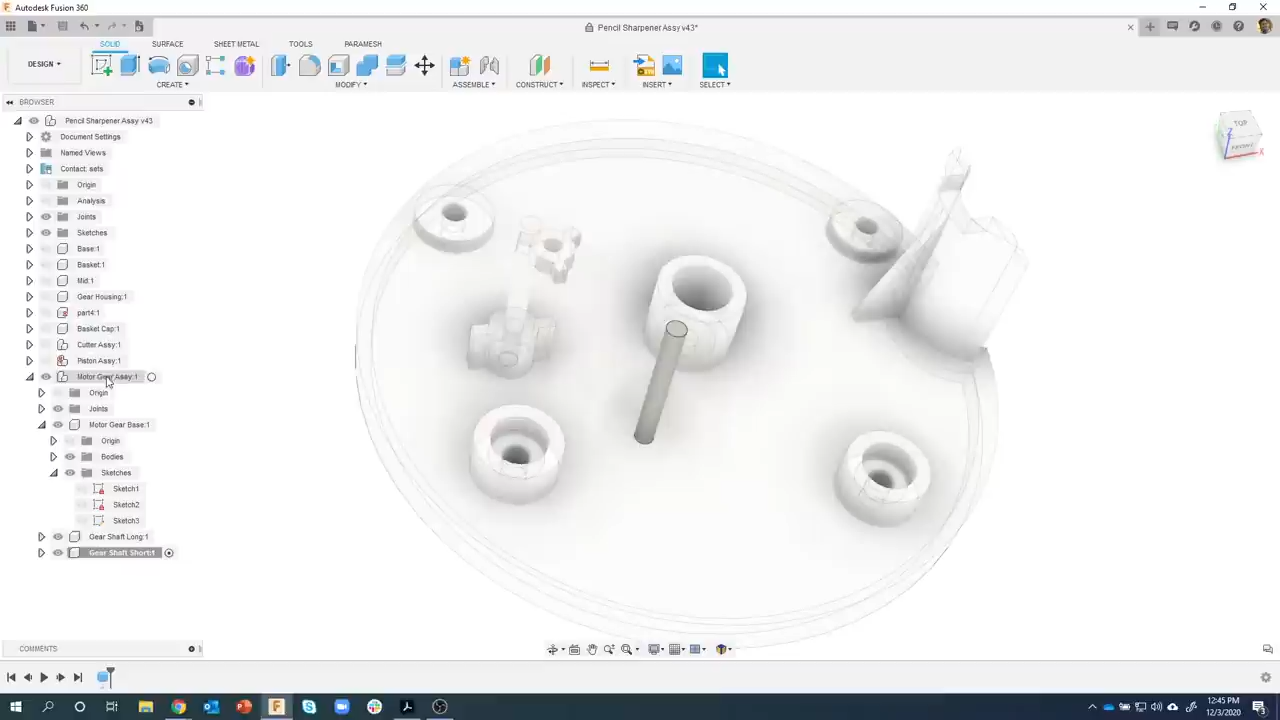 Autodesk Fusion 360
Pencil Sharpener Assy v43*
SOLID SURFACE SHEET METAL TOOLS PARAMESH
DESIGN
CREATE MODIFY ASSEMBLE CONSTRUCT INSPECT INSERT SELECT
BROWSER
Pencil Sharpener Assy v43
Document Settings
Named Views
Contact: sets
Origin
Analysis
Joints
Sketches
Base:1
Basket:1
Mid:1
Gear Housing:1
part4:1
Basket Cap:1
Cutter Assy:1
Piston Assy:1
Motor Gear Assy:1
Origin
Joints
Motor Gear Base:1
Origin
Bodies
Sketches
Sketch1
Sketch2
Sketch3
Gear Shaft Long:1
Gear Shaft Short:1
TOP
Z
X
COMMENTS
12:45 PM
12/3/2020